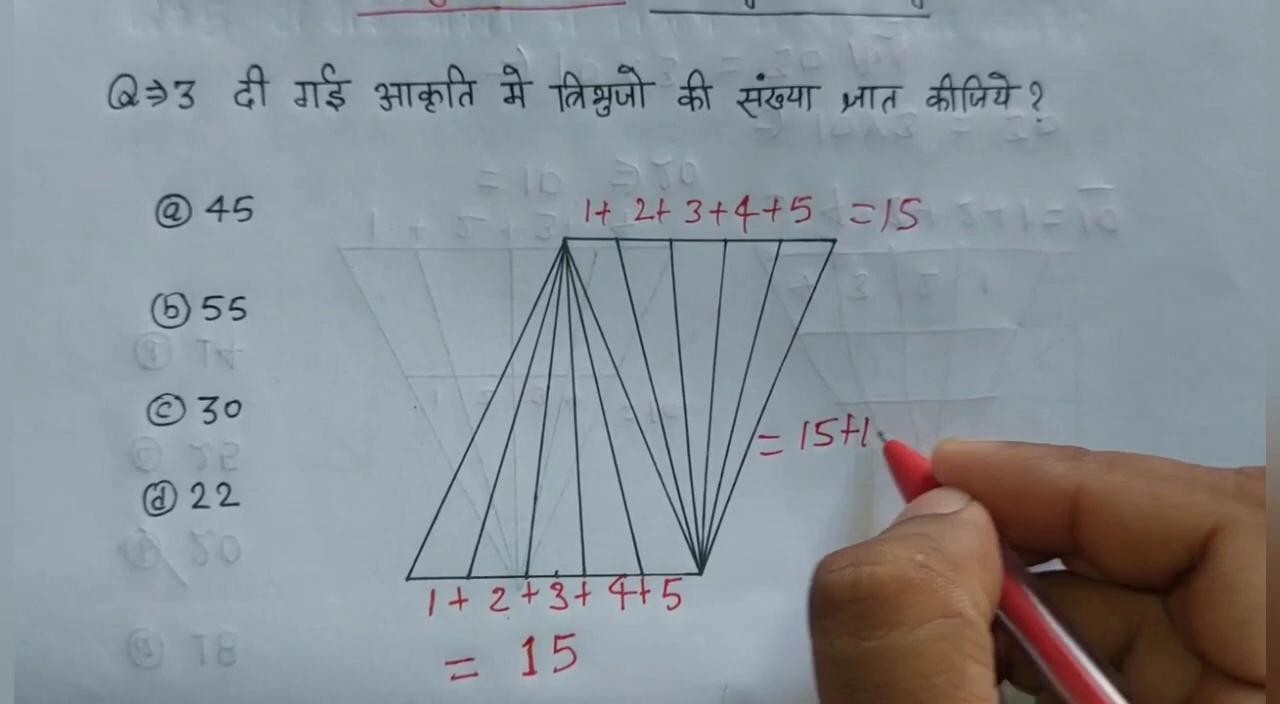 Q⇒3 दी गई आकृति मे त्रिभुजो की संख्या ज्ञात कीजिये ?
ⓐ 45
1+ 2+ 3+4+5 =15
ⓑ 55
ⓒ 30
= 15+1
ⓓ 22
1+ 2+3+ 4+5
= 15